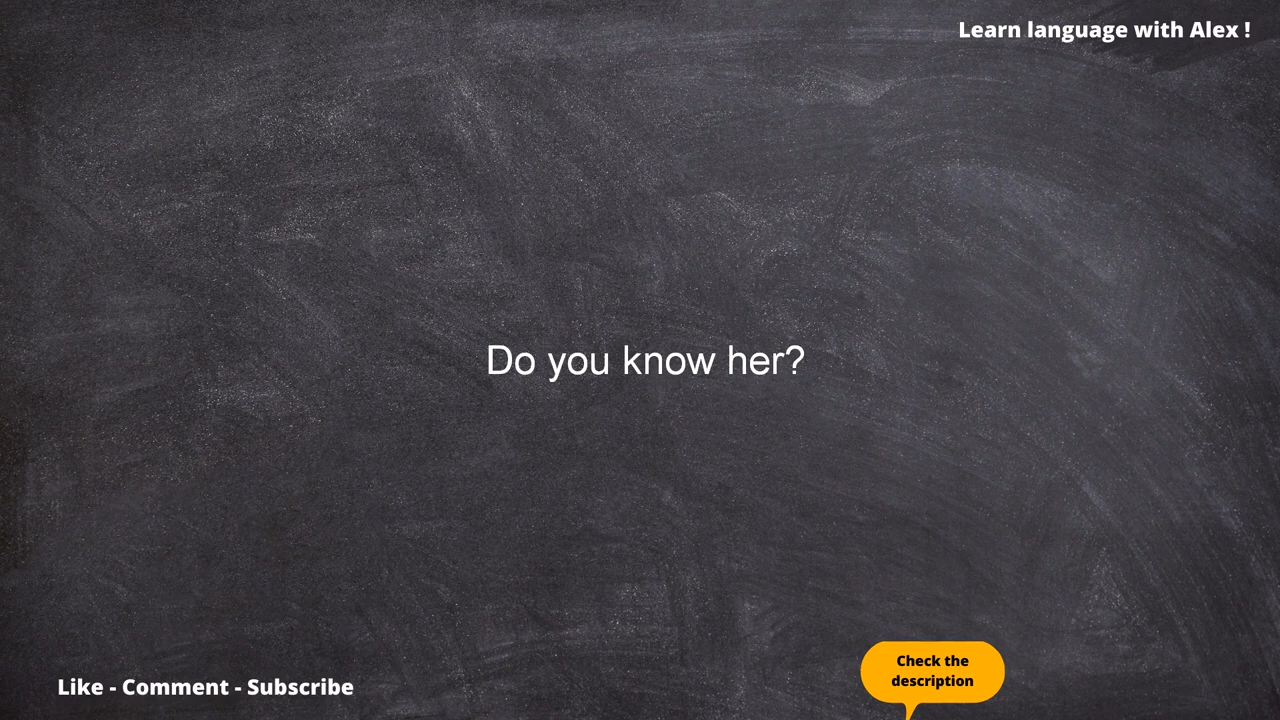 Learn language with Alex !
Do you know her?
Check the
description
Like - Comment - Subscribe